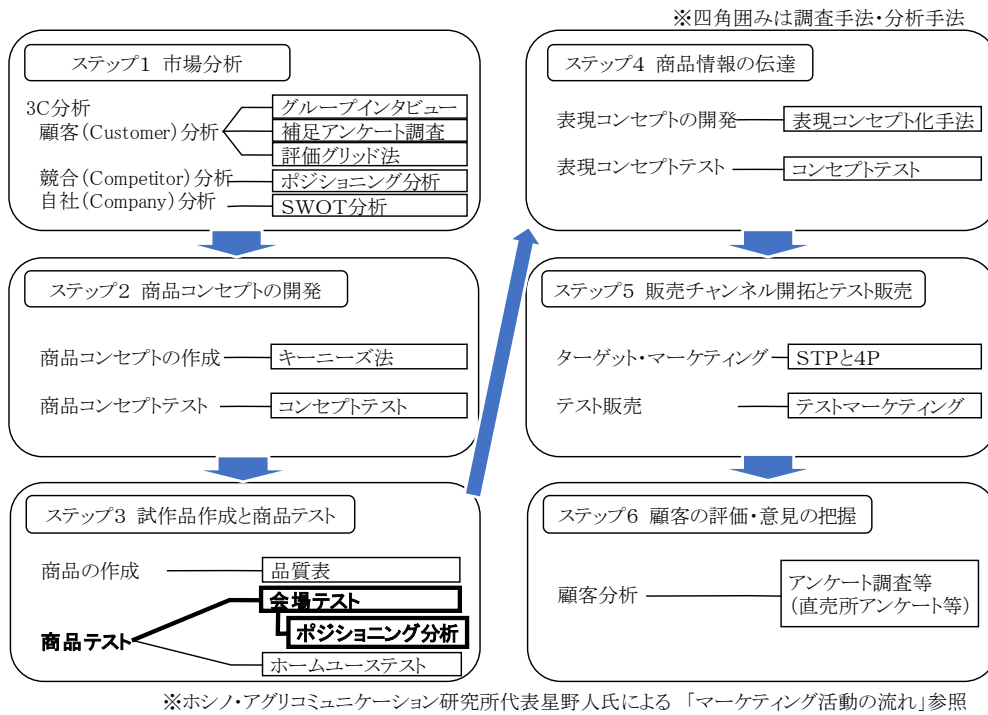 ※四角囲みは調査手法・分析手法
ステップ1 市場分析
3C分析
顧客(Customer)分析
グループインタビュー
補足アンケート調査
評価グリッド法
競合(Competitor)分析
ポジショニング分析
自社(Company)分析
SWOT分析
ステップ2 商品コンセプトの開発
商品コンセプトの作成
キーニーズ法
商品コンセプトテスト
コンセプトテスト
ステップ3 試作品作成と商品テスト
商品の作成
品質表
商品テスト
会場テスト
ポジショニング分析
ホームユーステスト
ステップ4 商品情報の伝達
表現コンセプトの開発
表現コンセプト化手法
表現コンセプトテスト
コンセプトテスト
ステップ5 販売チャンネル開拓とテスト販売
ターゲット・マーケティング
STPと4P
テスト販売
テストマーケティング
ステップ6 顧客の評価・意見の把握
顧客分析
アンケート調査等
(直売所アンケート等)
※ホシノ・アグリコミュニケーション研究所代表星野人氏による 「マーケティング活動の流れ」参照